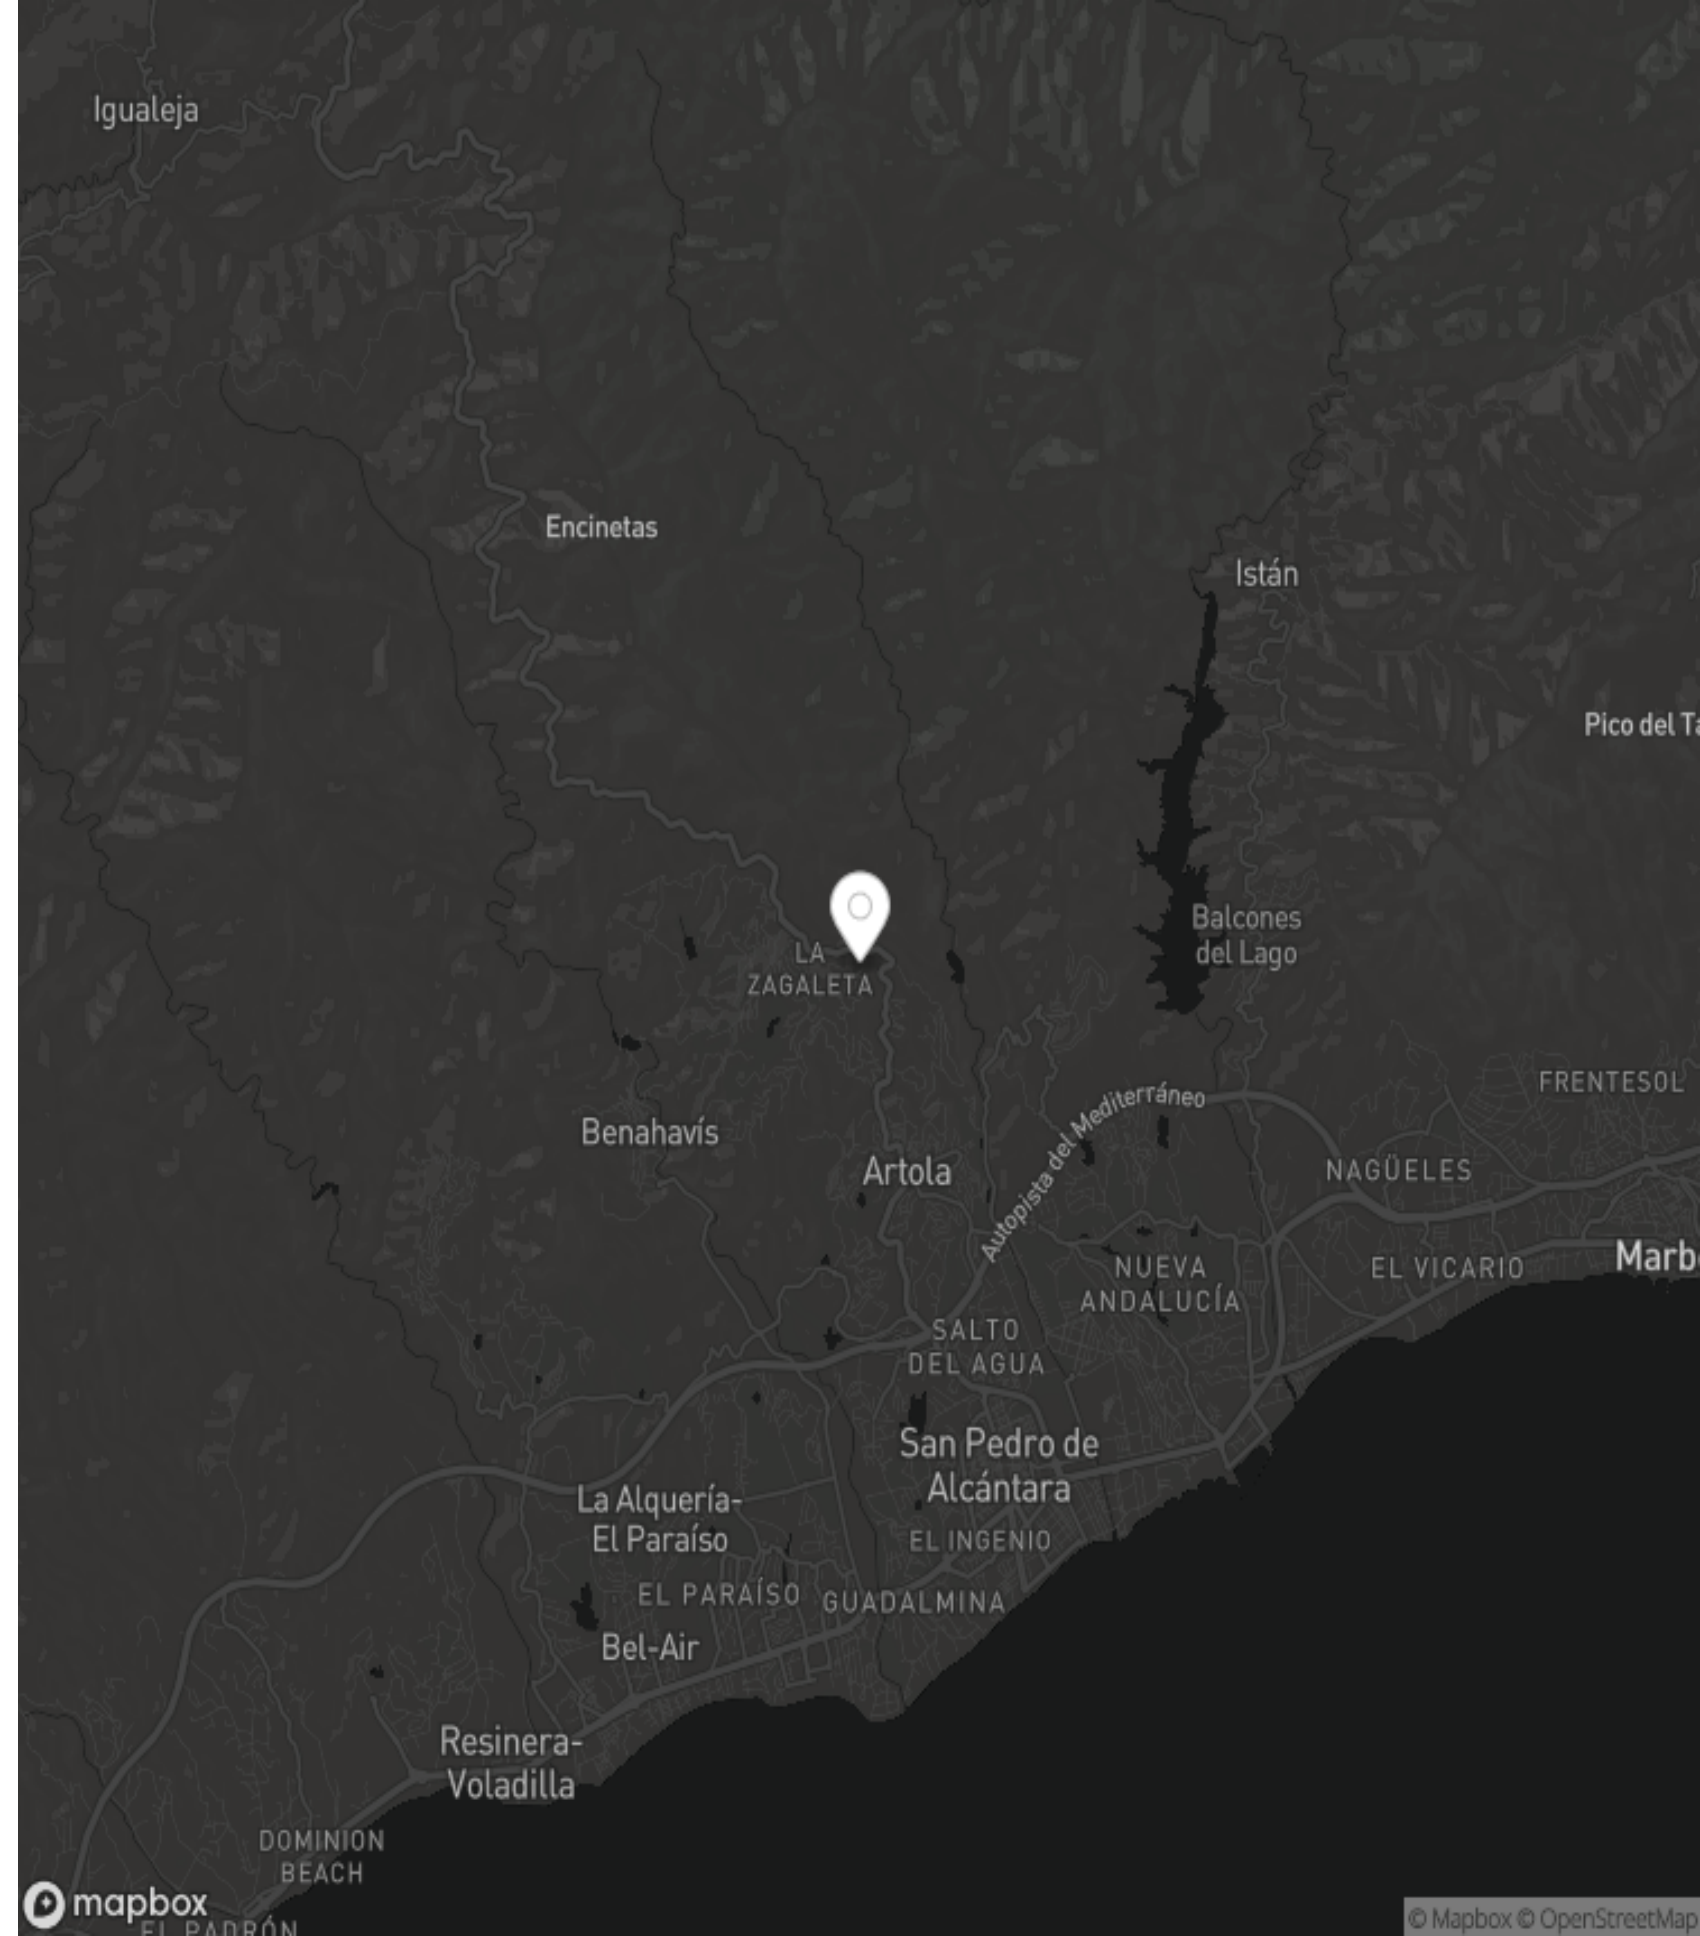 Igualeja
Encinetas
Istán
Pico del Ta
Balcones
del Lago
LA
ZAGALETA
FRENTESOL
Autopista del Mediterráneo
Benahavís
Artola
NAGÜELES
NUEVA
ANDALUCÍA
EL VICARIO
Marb
SALTO
DEL AGUA
San Pedro de
Alcántara
La Alquería-
El Paraíso
EL INGENIO
EL PARAÍSO
GUADALMINA
Bel-Air
Resinera-
Voladilla
DOMINION
BEACH
mapbox
EL PADRÓN
© Mapbox © OpenStreetMap